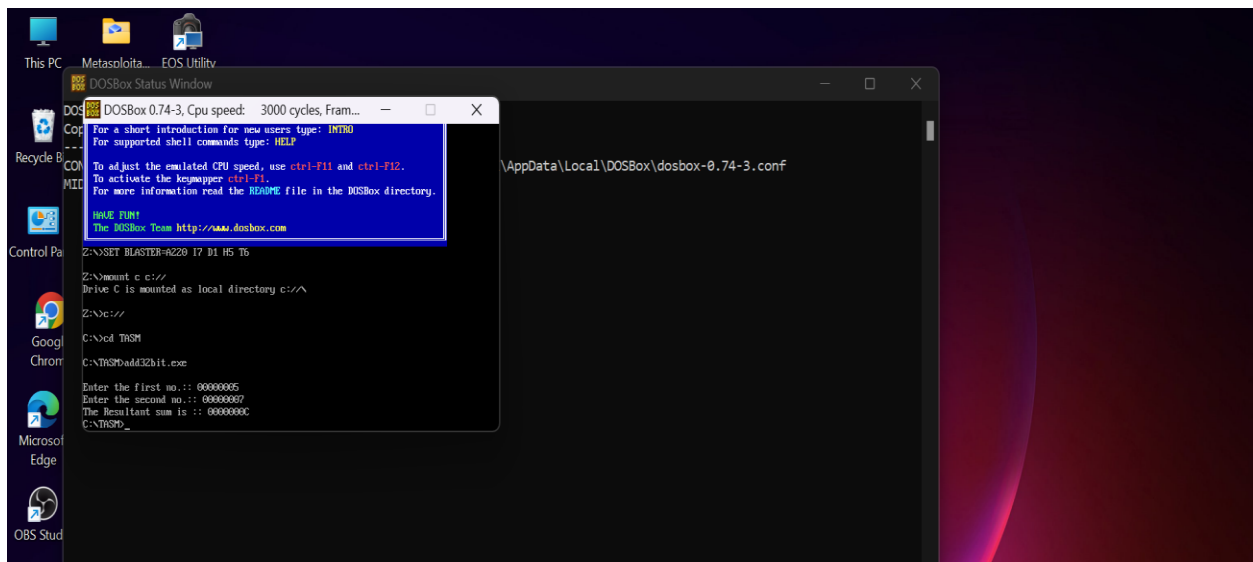 This PC
Metasploita...
EOS Utility
DOSBox Status Window
DOSBox 0.74-3, Cpu speed: 3000 cycles, Fram...
For a short introduction for new users type: INTRO
For supported shell commands type: HELP
To adjust the emulated CPU speed, use ctrl-F11 and ctrl-F12.
To activate the keymapper ctrl-F1.
For more information read the README file in the DOSBox directory.
HAVE FUN!
The DOSBox Team http://www.dosbox.com
Z:\>SET BLASTER=A220 I7 D1 H5 T6
Z:\>mount c c://
Drive C is mounted as local directory c://\
Z:\>c://
C:\>cd TASM
C:\TASM>add32bit.exe
Enter the first no.:: 00000005
Enter the second no.:: 00000007
The Resultant sum is :: 0000000C
C:\TASM>_
DOS
Cop
---
CON
\AppData\Local\DOSBox\dosbox-0.74-3.conf
MID
Recycle B
Control Pa
Googl
Chrom
Microsof
Edge
OBS Stud